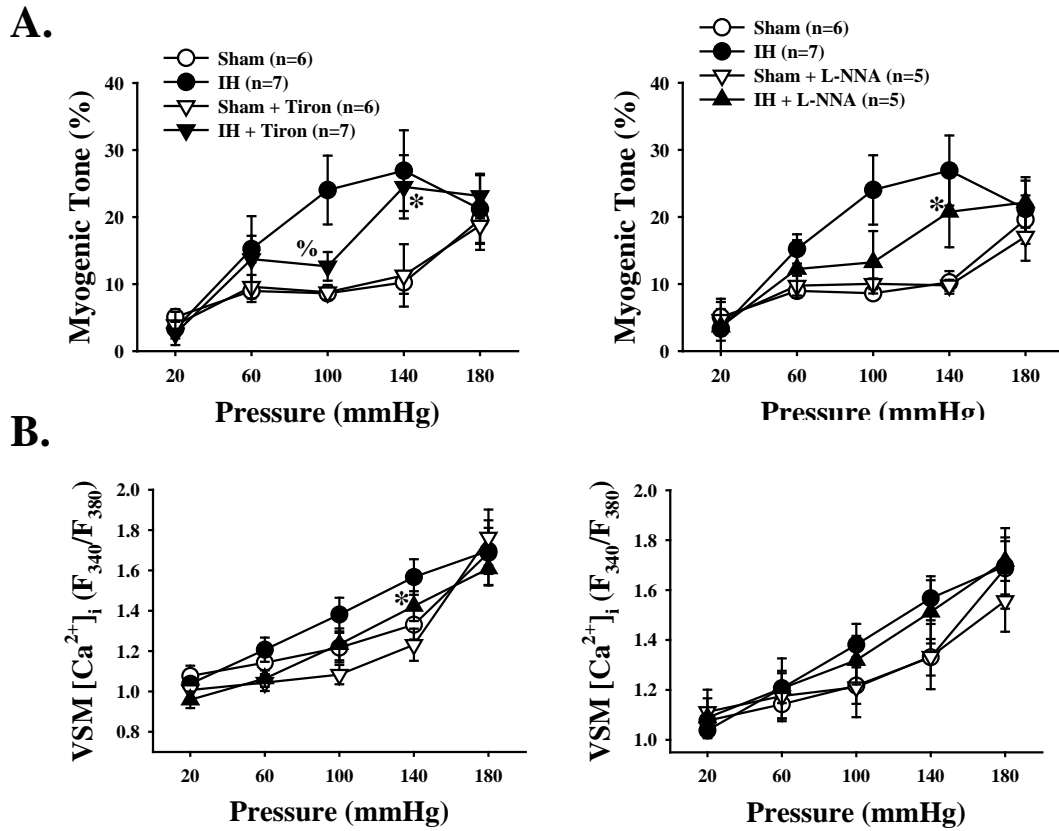 A.
Sham (n=6)
IH (n=7)
Sham + Tiron (n=6)
IH + Tiron (n=7)
Myogenic Tone (%)
40
30
20
10
0
%
*
20 60 100 140 180
Pressure (mmHg)
Sham (n=6)
IH (n=7)
Sham + L-NNA (n=5)
IH + L-NNA (n=5)
Myogenic Tone (%)
40
30
20
10
0
*
20 60 100 140 180
Pressure (mmHg)
B.
VSM [Ca²⁺]ᵢ (F₃₄₀/F₃₈₀)
2.0
1.8
1.6
1.4
1.2
1.0
0.8
*
20 60 100 140 180
Pressure (mmHg)
VSM [Ca²⁺]ᵢ (F₃₄₀/F₃₈₀)
2.0
1.8
1.6
1.4
1.2
1.0
20 60 100 140 180
Pressure (mmHg)